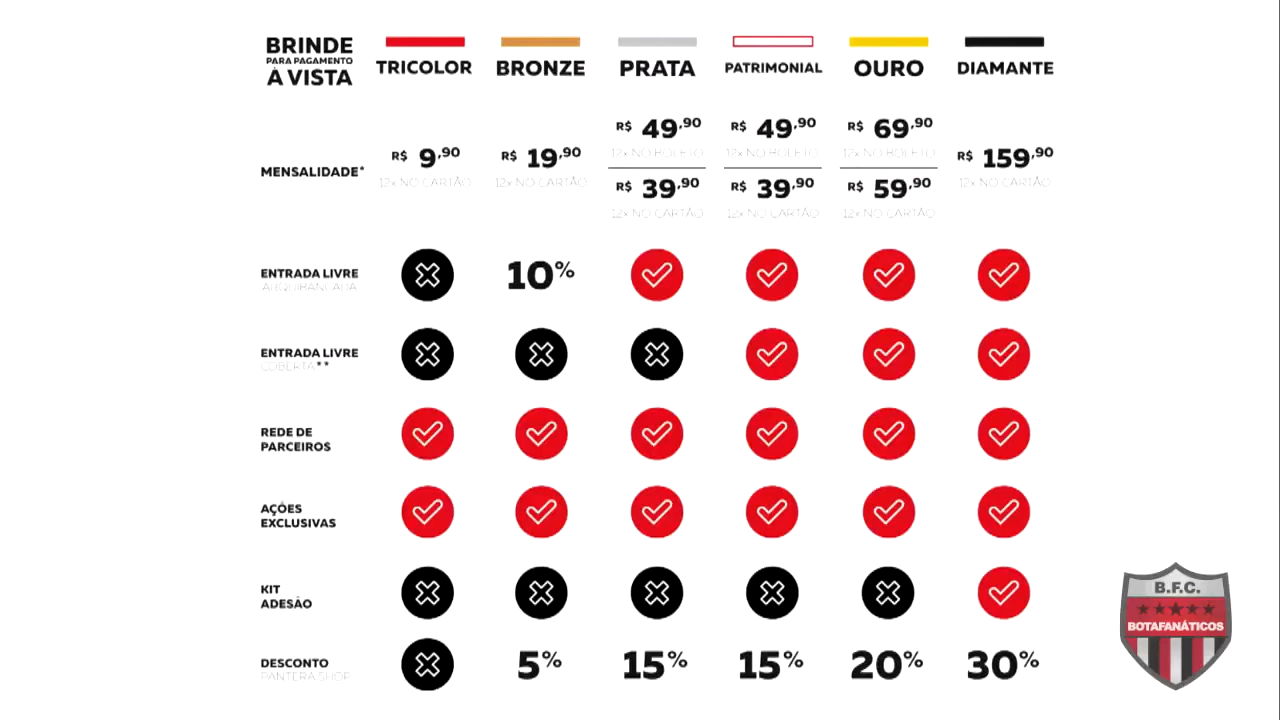 BRINDE
PARA PAGAMENTO
À VISTA
TRICOLOR BRONZE PRATA PATRIMONIAL OURO DIAMANTE
MENSALIDADE*
R$ 9,90
12x NO CARTÃO
R$ 19,90
12x NO CARTÃO
R$ 49,90
12x NO BOLETO
R$ 39,90
12x NO CARTÃO
R$ 49,90
12x NO BOLETO
R$ 39,90
12x NO CARTÃO
R$ 69,90
12x NO BOLETO
R$ 59,90
12x NO CARTÃO
R$ 159,90
12x NO CARTÃO
ENTRADA LIVRE
ARQUIBANCADA
10%
ENTRADA LIVRE
COBERTA**
REDE DE
PARCEIROS
AÇÕES
EXCLUSIVAS
KIT
ADESÃO
DESCONTO
PANTERA SHOP
5% 15% 15% 20% 30%
B.F.C.
BOTAFANÁTICOS